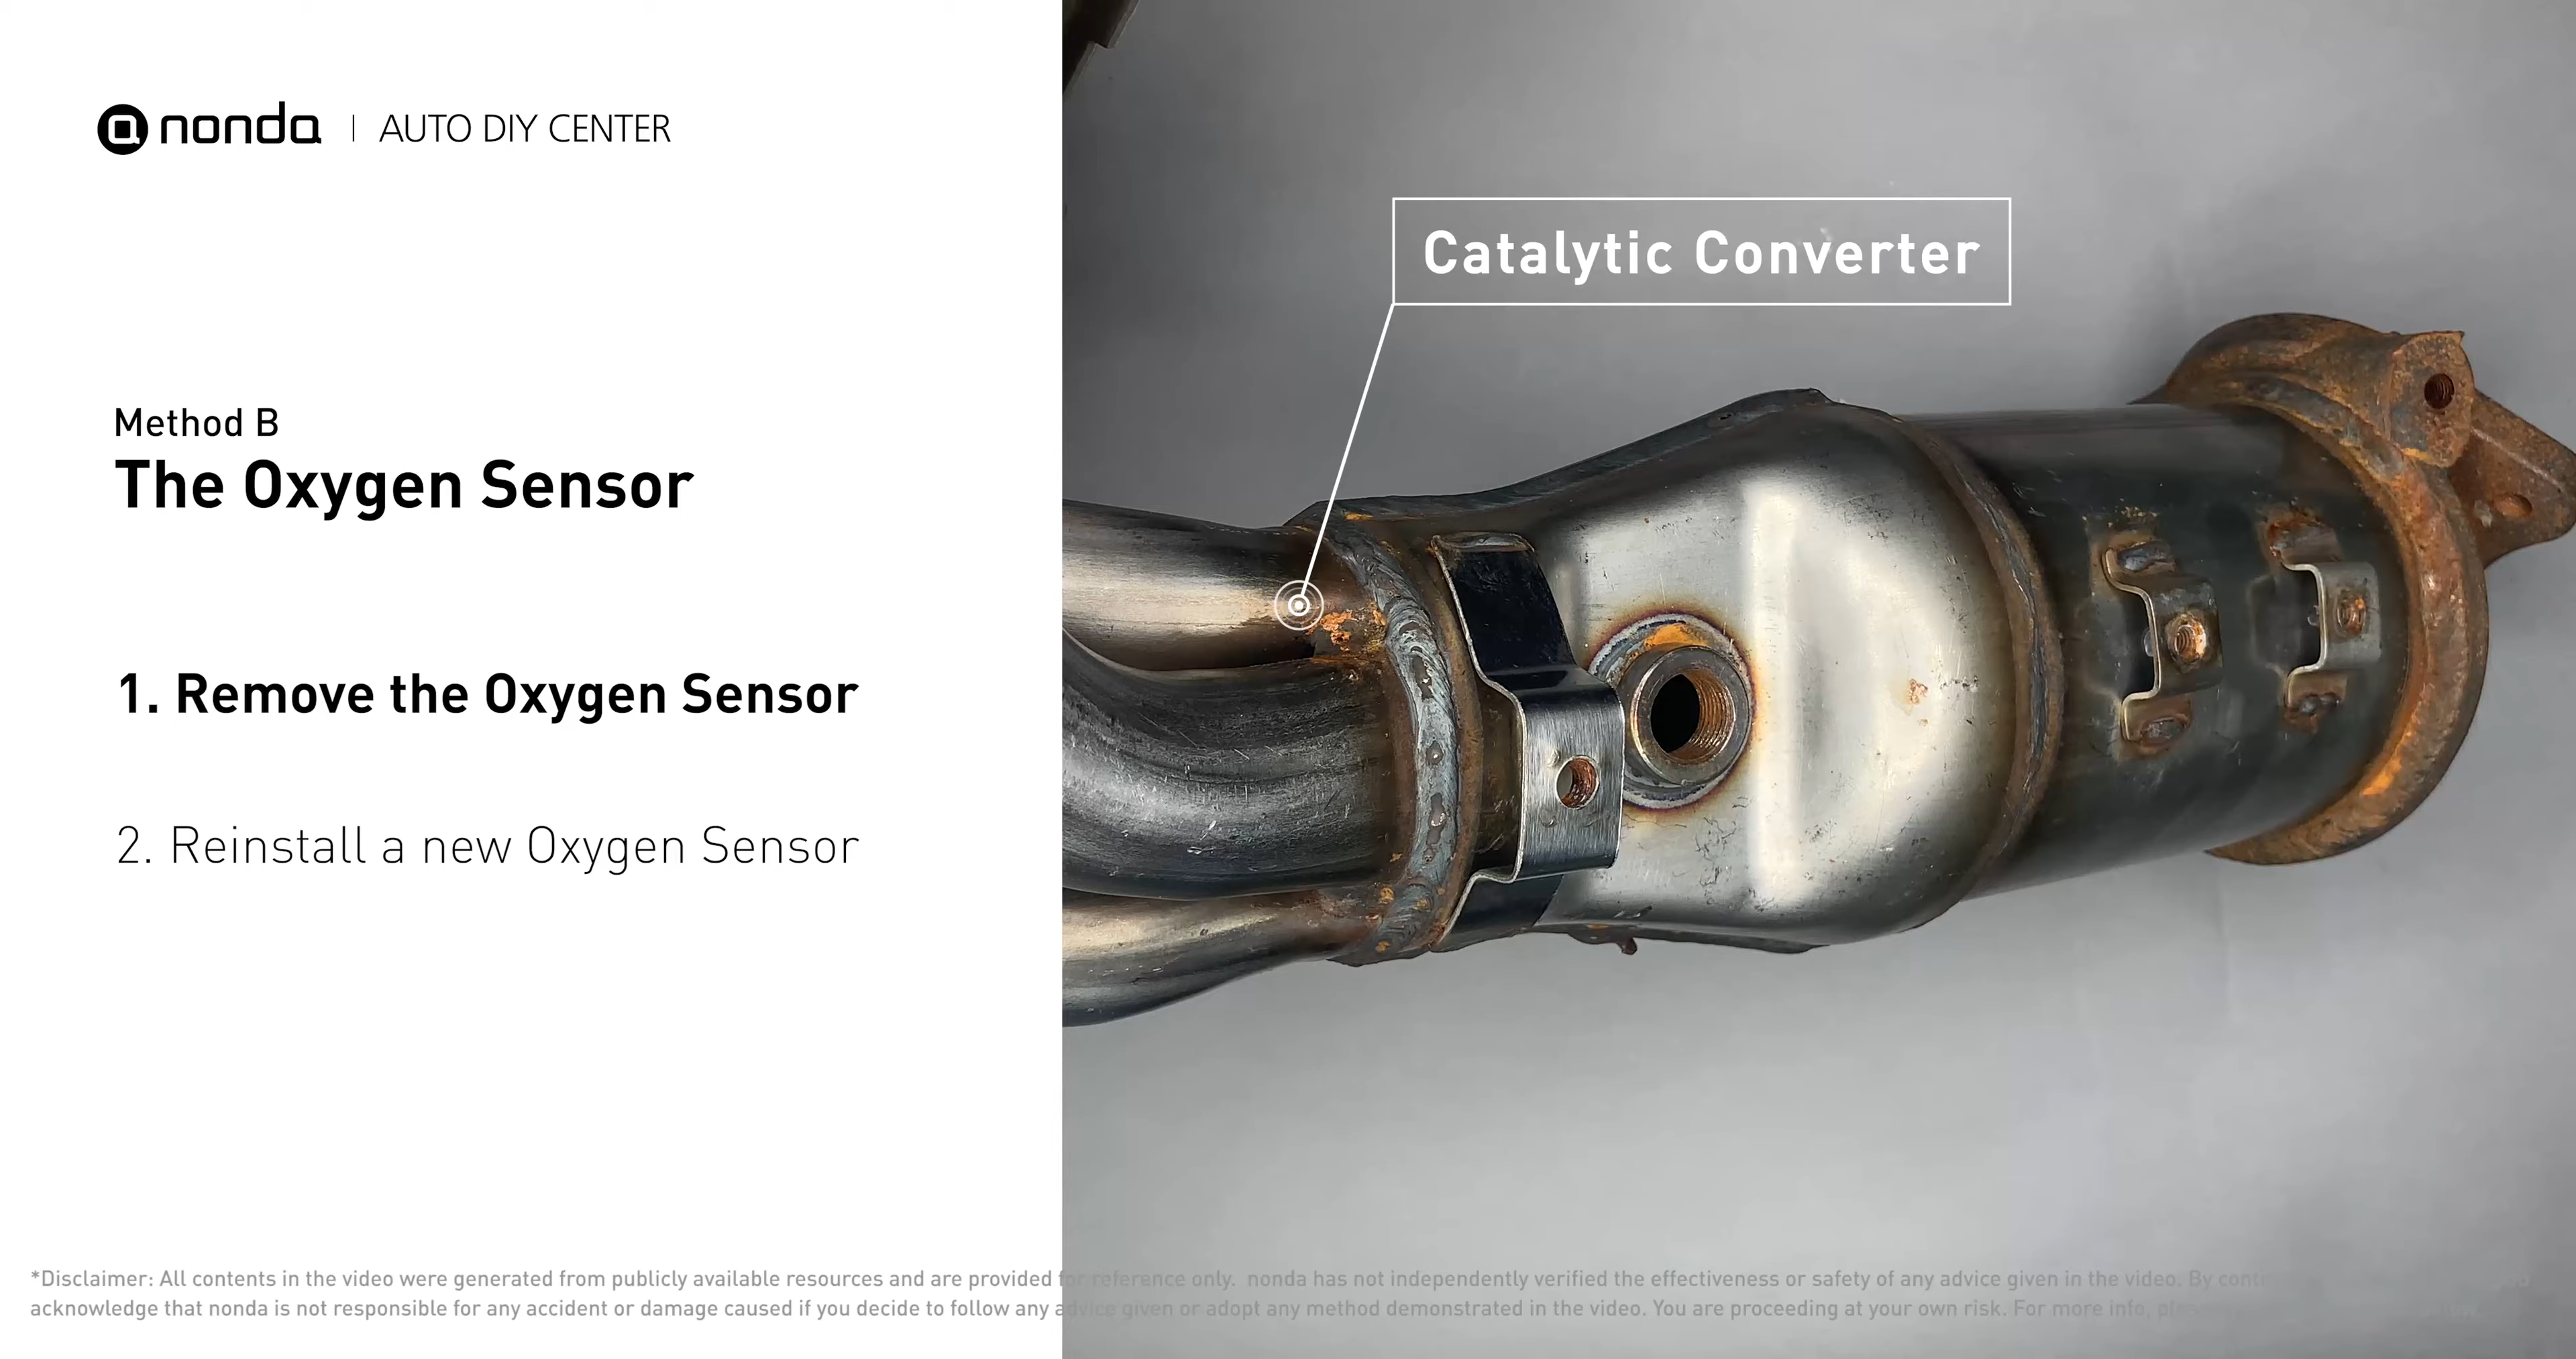 nonda | AUTO DIY CENTER
Catalytic Converter
Method B
The Oxygen Sensor
1. Remove the Oxygen Sensor
2. Reinstall a new Oxygen Sensor
*Disclaimer: All contents in the video were generated from publicly available resources and are provided for reference only. nonda has not independently verified the effectiveness or safety of any advice given in the video. By
acknowledge that nonda is not responsible for any accident or damage caused if you decide to follow any advice given or adopt any method demonstrated in the video. You are proceeding at your own risk. For more info,